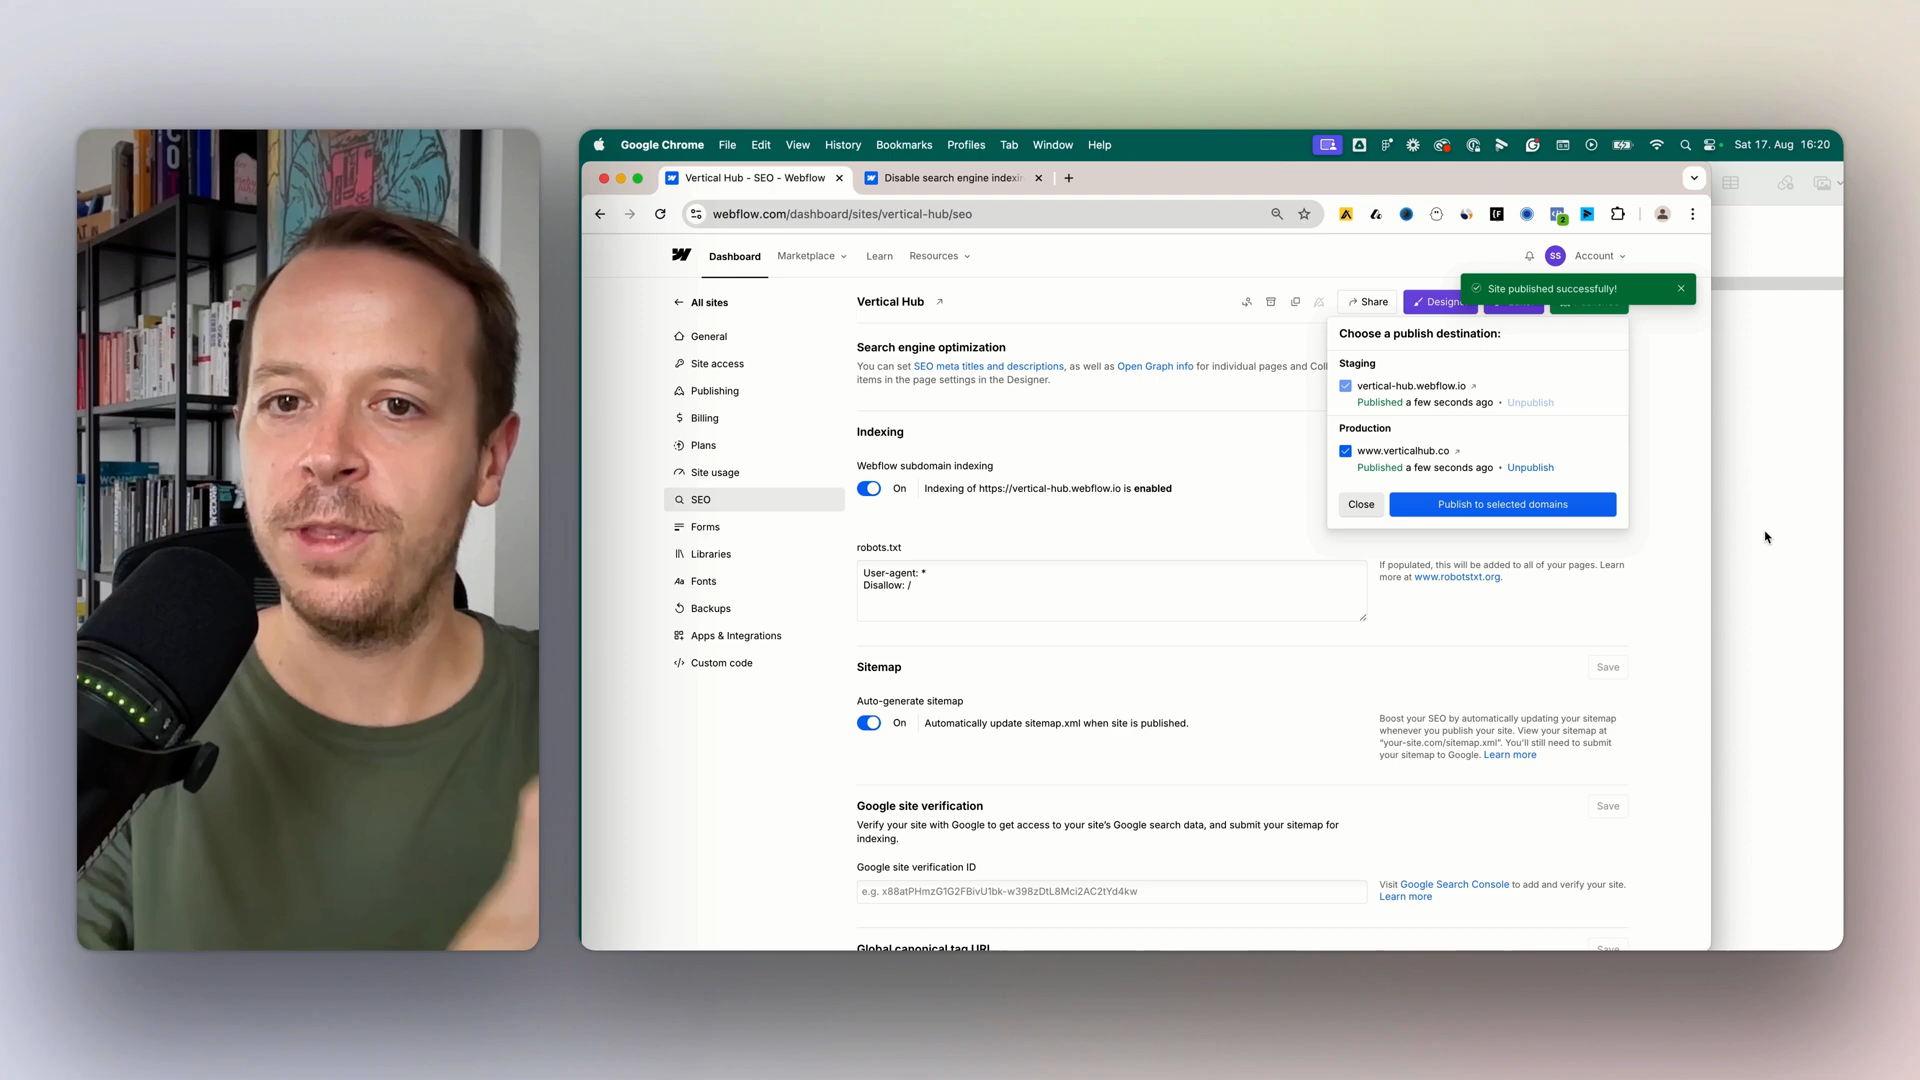 Google Chrome File Edit View History Bookmarks Profiles Tab Window Help Sat 17. Aug 16:20
Vertical Hub - SEO - Webflow
Disable search engine indexin
webflow.com/dashboard/sites/vertical-hub/seo
2
Dashboard Marketplace Learn Resources SS Account
Site published successfully!
All sites
General
Site access
Publishing
Billing
Plans
Site usage
SEO
Forms
Libraries
Fonts
Backups
Apps & Integrations
Custom code
Vertical Hub Share Designe
Search engine optimization
You can set SEO meta titles and descriptions, as well as Open Graph info for individual pages and Coll
items in the page settings in the Designer.
Choose a publish destination:
Staging
vertical-hub.webflow.io
Published a few seconds ago • Unpublish
Production
www.verticalhub.co
Published a few seconds ago • Unpublish
Close Publish to selected domains
Indexing
Webflow subdomain indexing
On Indexing of https://vertical-hub.webflow.io is enabled
robots.txt
User-agent: *
Disallow: /
If populated, this will be added to all of your pages. Learn
more at www.robotstxt.org.
Sitemap Save
Auto-generate sitemap
On Automatically update sitemap.xml when site is published.
Boost your SEO by automatically updating your sitemap
whenever you publish your site. View your sitemap at
“your-site.com/sitemap.xml”. You'll still need to submit
your sitemap to Google. Learn more
Google site verification Save
Verify your site with Google to get access to your site's Google search data, and submit your sitemap for
indexing.
Google site verification ID
e.g. x88atPHmzG1G2FBivU1bk-w398zDtL8Mci2AC2tYd4kw
Visit Google Search Console to add and verify your site.
Learn more
Global canonical tag URL Save